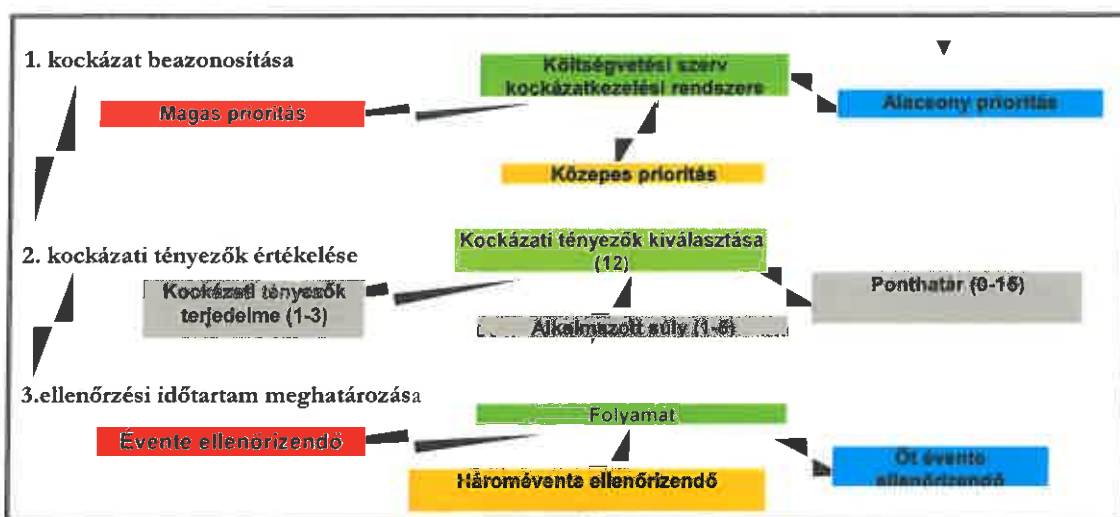 1. kockázat beazonosítása
Költségvetési szerv
kockázatkezelési rendszere
Magas prioritás
Alacsony prioritás
Közepes prioritás
2. kockázati tényezők értékelése
Kockázati tényezők kiválasztása
(12)
Kockázati tényezők
terjedelme (1-3)
Ponthatár (0-15)
Alkalmazott súly (1-5)
3.ellenőrzési időtartam meghatározása
Folyamat
Évente ellenőrizendő
Háromévente ellenőrizendő
Öt évente
ellenőrizendő